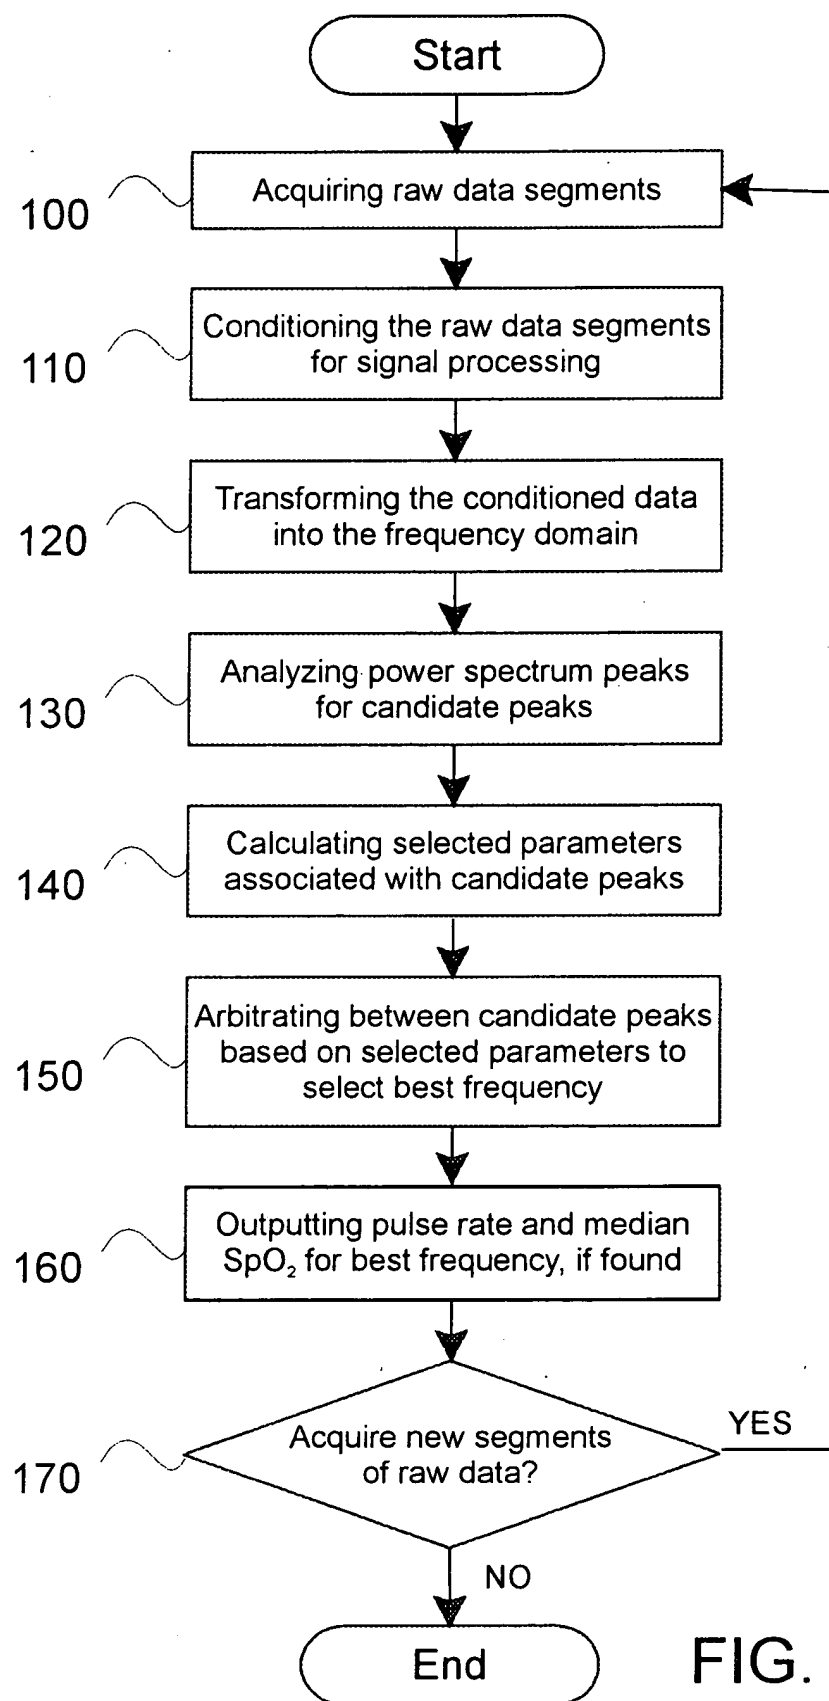 Start
100
Acquiring raw data segments
110
Conditioning the raw data segments
for signal processing
120
Transforming the conditioned data
into the frequency domain
130
Analyzing power spectrum peaks
for candidate peaks
140
Calculating selected parameters
associated with candidate peaks
150
Arbitrating between candidate peaks
based on selected parameters to
select best frequency
160
Outputting pulse rate and median
SpO₂ for best frequency, if found
170
Acquire new segments
of raw data?
YES
NO
End
FIG.